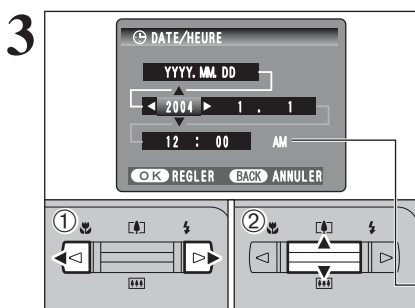 3
DATE/HEURE
YYYY. MM. DD
2004 1 . 1
12 : 00 AM
OK REGLER BACK ANNULER
① ②